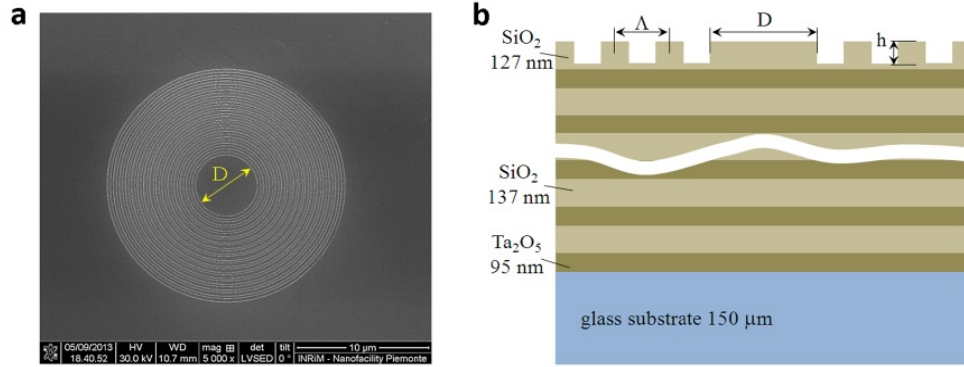 a
D
05/09/2013 HV WD mag ⊞ det tilt 10 µm
18.40.52 30.0 kV 10.7 mm 5 000 x LVSED 0° INRiM - Nanofacility Piemonte
b
Λ D
SiO₂ h
127 nm
SiO₂
137 nm
Ta₂O₅
95 nm
glass substrate 150 µm